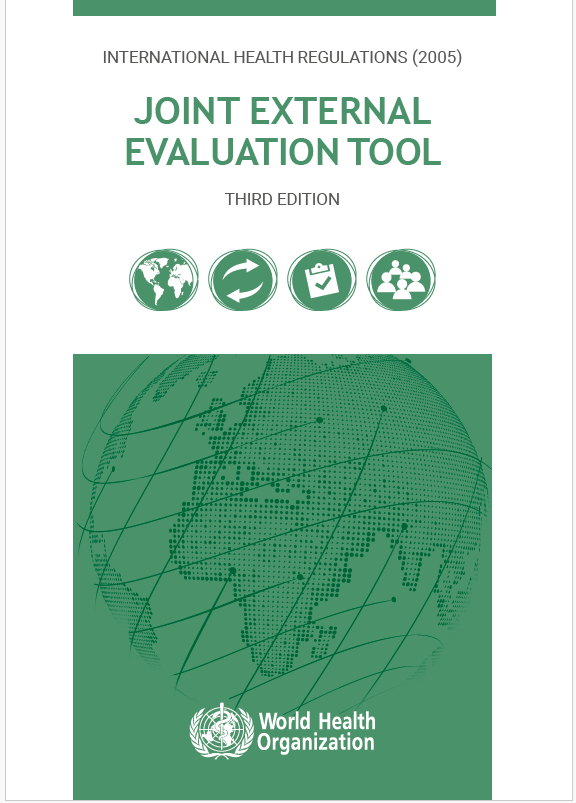 INTERNATIONAL HEALTH REGULATIONS (2005)
JOINT EXTERNAL
EVALUATION TOOL
THIRD EDITION
World Health
Organization